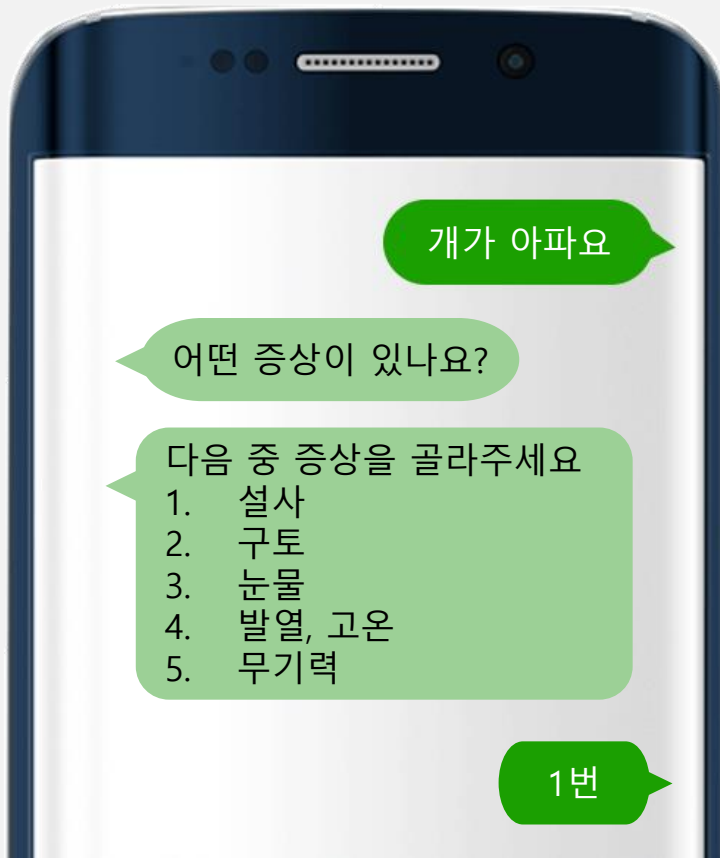 개가 아파요
어떤 증상이 있나요?
다음 중 증상을 골라주세요
1. 설사
2. 구토
3. 눈물
4. 발열, 고온
5. 무기력
1번